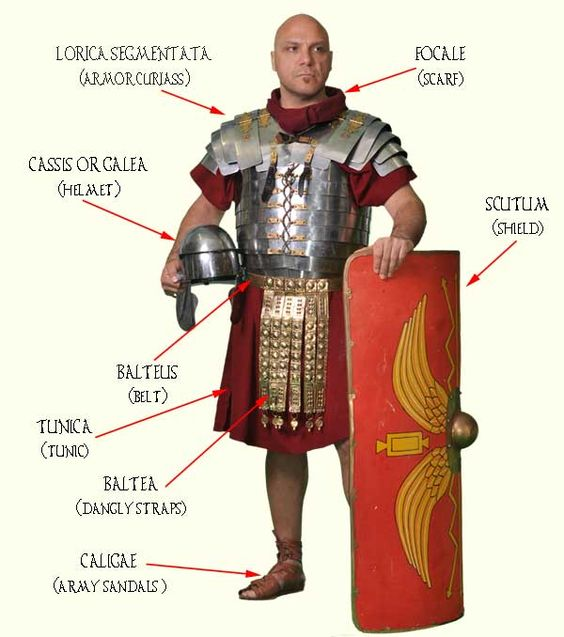 LORICA SEGMENTATA
(ARMOR CURIASS)
FOCALE
(SCARF)
CASSIS OR GALEA
(HELMET)
SCUTUM
(SHIELD)
BALTEUS
(BELT)
TUNICA
(TUNIC)
BALTEA
(DANGLY STRAPS)
CALIGAE
(ARMY SANDALS )